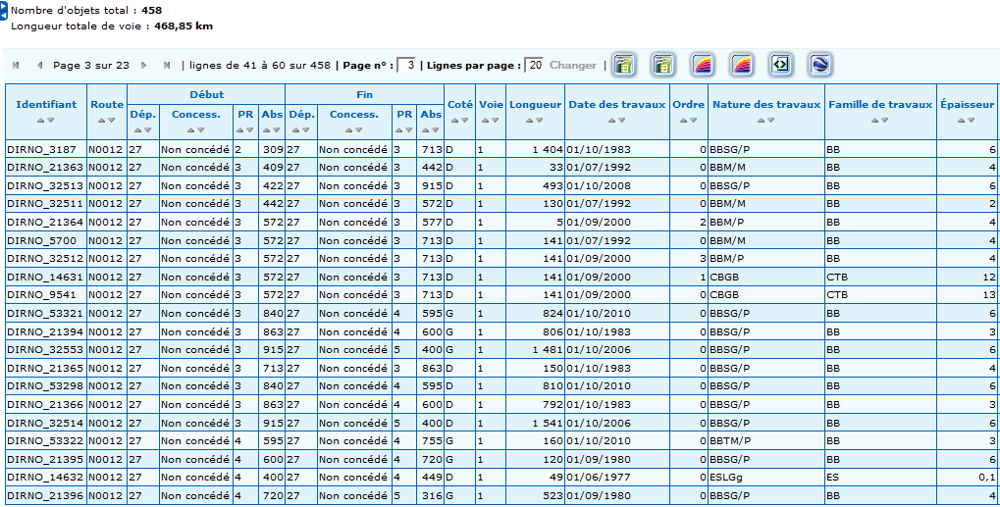 Nombre d'objets total : 458
Longueur totale de voie : 468,85 km
Page 3 sur 23 | lignes de 41 à 60 sur 458 | Page n° : 3 | Lignes par page : 20 Changer |
Identifiant Route Début Fin Coté Voie Longueur Date des travaux Ordre Nature des travaux Famille de travaux Épaisseur
Dép. Concess. PR Abs Dép. Concess. PR Abs
DIRNO_3187 N0012 27 Non concédé 2 309 27 Non concédé 3 713 D 1 1 404 01/10/1983 0 BBSG/P BB 6
DIRNO_21363 N0012 27 Non concédé 3 409 27 Non concédé 3 442 D 1 33 01/07/1992 0 BBM/M BB 4
DIRNO_32513 N0012 27 Non concédé 3 422 27 Non concédé 3 915 D 1 493 01/10/2008 0 BBSG/P BB 6
DIRNO_32511 N0012 27 Non concédé 3 442 27 Non concédé 3 572 D 1 130 01/07/1992 0 BBM/M BB 2
DIRNO_21364 N0012 27 Non concédé 3 572 27 Non concédé 3 577 D 1 5 01/09/2000 2 BBM/P BB 4
DIRNO_5700 N0012 27 Non concédé 3 572 27 Non concédé 3 713 D 1 141 01/07/1992 0 BBM/M BB 4
DIRNO_32512 N0012 27 Non concédé 3 572 27 Non concédé 3 713 D 1 141 01/09/2000 3 BBM/P BB 4
DIRNO_14631 N0012 27 Non concédé 3 572 27 Non concédé 3 713 D 1 141 01/09/2000 1 CBGB CTB 12
DIRNO_9541 N0012 27 Non concédé 3 572 27 Non concédé 3 713 D 1 141 01/09/2000 0 CBGB CTB 13
DIRNO_53321 N0012 27 Non concédé 3 840 27 Non concédé 4 595 G 1 824 01/10/2010 0 BBSG/P BB 6
DIRNO_21394 N0012 27 Non concédé 3 863 27 Non concédé 4 600 G 1 806 01/10/1983 0 BBSG/P BB 3
DIRNO_32553 N0012 27 Non concédé 3 915 27 Non concédé 5 400 G 1 1 481 01/10/2006 0 BBSG/P BB 6
DIRNO_21365 N0012 27 Non concédé 3 713 27 Non concédé 3 863 D 1 150 01/10/1983 0 BBSG/P BB 4
DIRNO_53298 N0012 27 Non concédé 3 840 27 Non concédé 4 595 D 1 810 01/10/2010 0 BBSG/P BB 6
DIRNO_21366 N0012 27 Non concédé 3 863 27 Non concédé 4 600 D 1 792 01/10/1983 0 BBSG/P BB 3
DIRNO_32514 N0012 27 Non concédé 3 915 27 Non concédé 5 400 D 1 1 541 01/10/2006 0 BBSG/P BB 6
DIRNO_53322 N0012 27 Non concédé 4 595 27 Non concédé 4 755 G 1 160 01/10/2010 0 BBTM/P BB 3
DIRNO_21395 N0012 27 Non concédé 4 600 27 Non concédé 4 720 G 1 120 01/09/1980 0 BBSG/P BB 6
DIRNO_14632 N0012 27 Non concédé 4 400 27 Non concédé 4 449 D 1 49 01/06/1977 0 ESLGg ES 0,1
DIRNO_21396 N0012 27 Non concédé 4 720 27 Non concédé 5 316 G 1 523 01/09/1980 0 BBSG/P BB 4